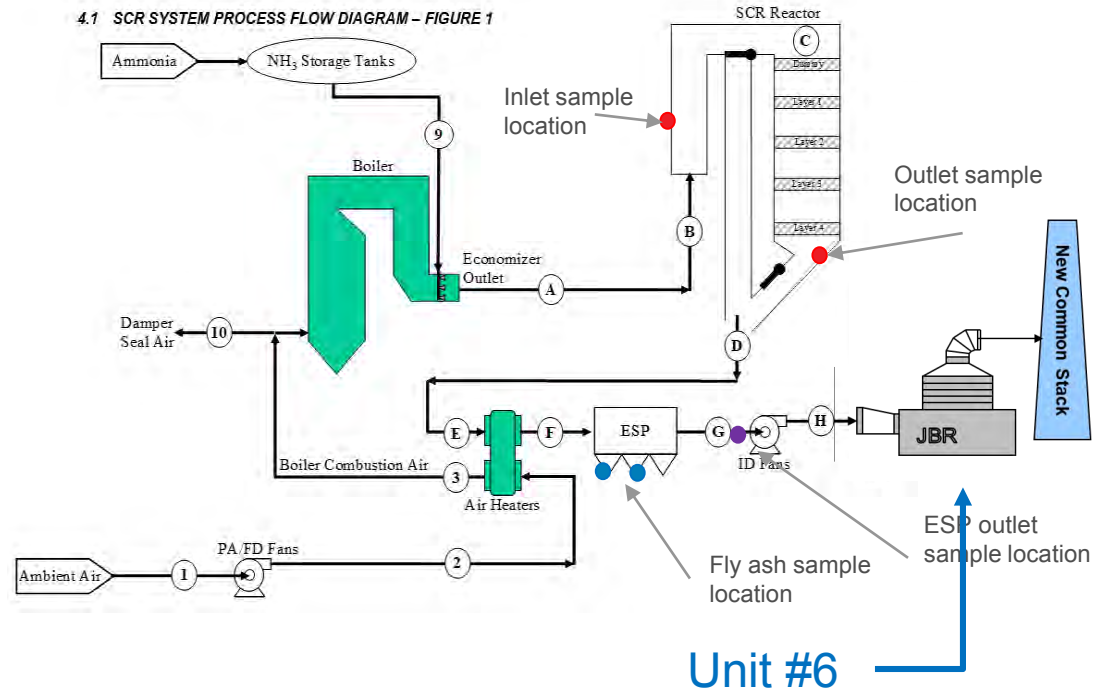 4.1 SCR SYSTEM PROCESS FLOW DIAGRAM – FIGURE 1
SCR Reactor
Ammonia
NH3 Storage Tanks
C
Dummy
Inlet sample
location
Layer 1
9
Layer 2
Boiler
Layer 3
Outlet sample
location
B
Layer 4
Economizer
Outlet
A
Damper
Seal Air
10
D
New Common Stack
E
F
ESP
G
H
JBR
Boiler Combustion Air
3
ID Fans
Air Heaters
ESP outlet
sample location
PA/FD Fans
Fly ash sample
location
Ambient Air
1
2
Unit #6